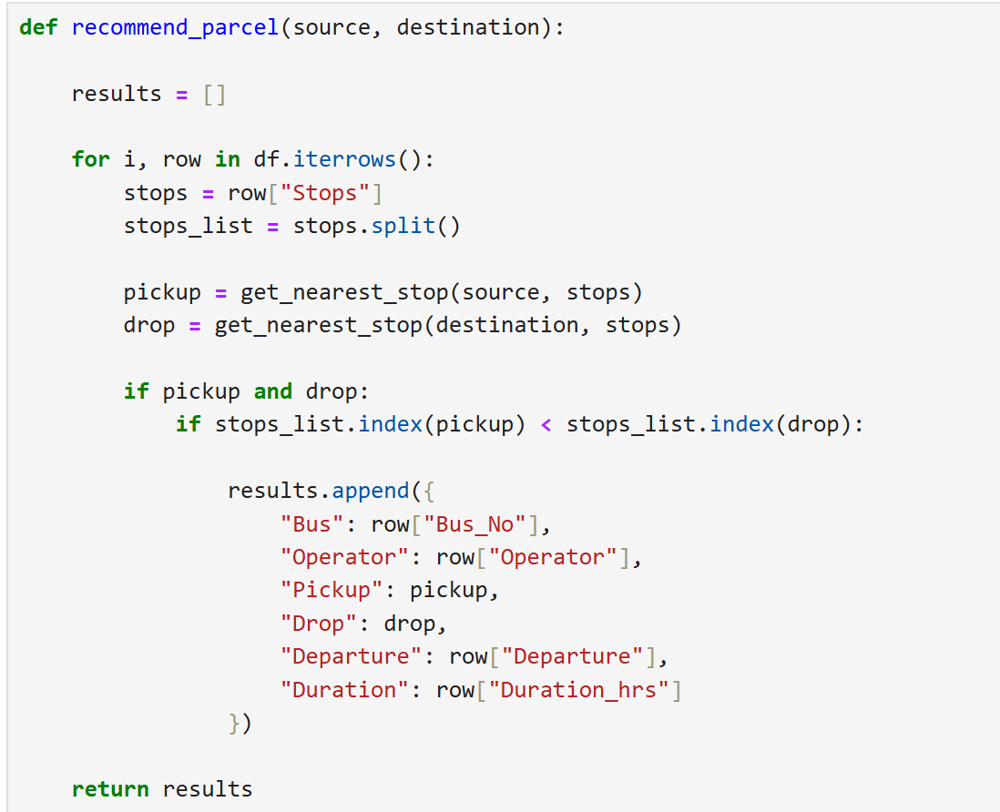 def recommend_parcel(source, destination):
    results = []
    for i, row in df.iterrows():
        stops = row["Stops"]
        stops_list = stops.split()
        pickup = get_nearest_stop(source, stops)
        drop = get_nearest_stop(destination, stops)
        if pickup and drop:
            if stops_list.index(pickup) < stops_list.index(drop):
                results.append({
                    "Bus": row["Bus_No"],
                    "Operator": row["Operator"],
                    "Pickup": pickup,
                    "Drop": drop,
                    "Departure": row["Departure"],
                    "Duration": row["Duration_hrs"]
                })
    return results